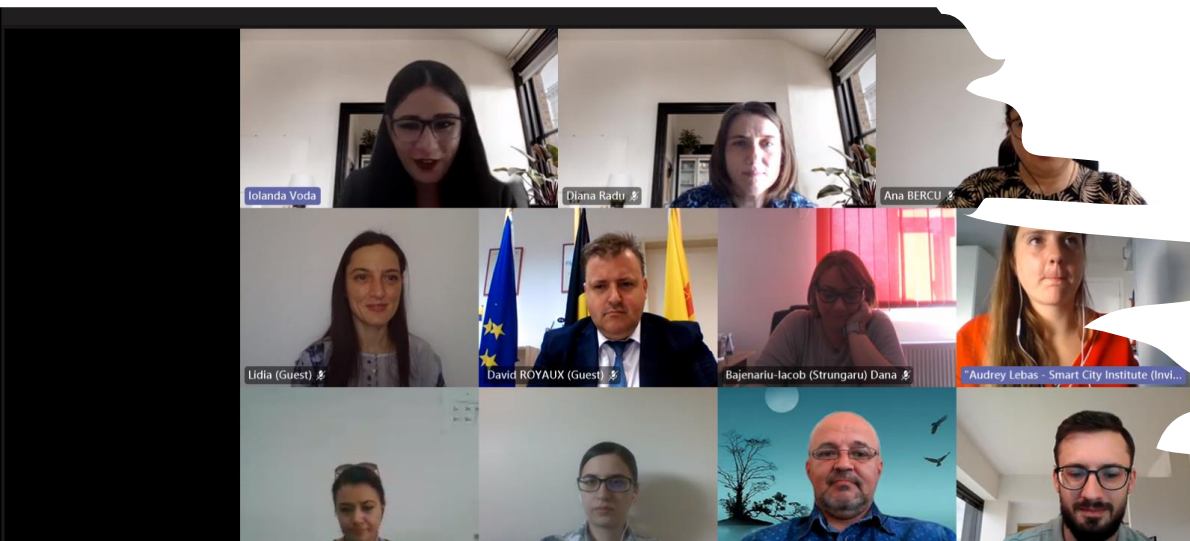 Iolanda Voda
Diana Radu
Ana BERCU
Lidia (Guest)
David ROYAUX (Guest)
Bajenariu-Iacob (Strungaru) Dana
"Audrey Lebas - Smart City Institute (Invi...